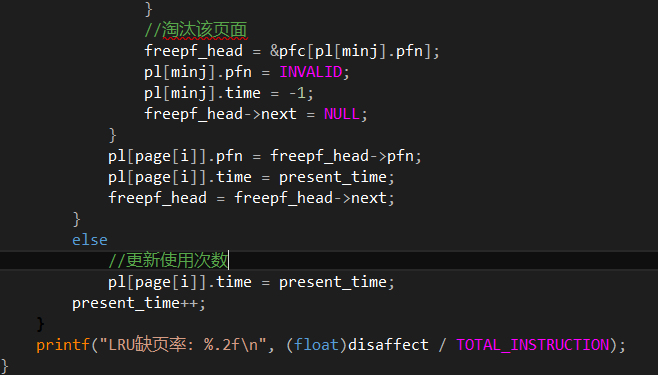 }
//淘汰该页面
freepf_head = &pfc[pl[minj].pfn];
pl[minj].pfn = INVALID;
pl[minj].time = -1;
freepf_head->next = NULL;
}
pl[page[i]].pfn = freepf_head->pfn;
pl[page[i]].time = present_time;
freepf_head = freepf_head->next;
}
else
//更新使用次数
pl[page[i]].time = present_time;
present_time++;
}
printf("LRU缺页率: %.2f\n", (float)disaffect / TOTAL_INSTRUCTION);
}